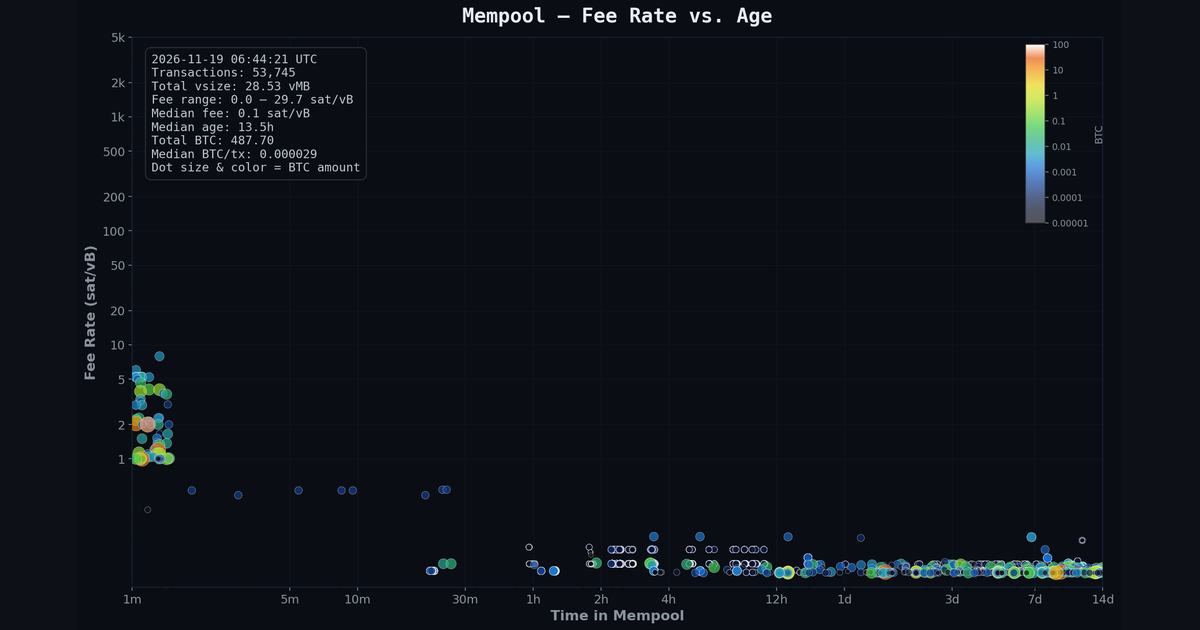 Mempool — Fee Rate vs. Age
2026-11-19 06:44:21 UTC
Transactions: 53,745
Total vsize: 28.53 vMB
Fee range: 0.0 – 29.7 sat/vB
Median fee: 0.1 sat/vB
Median age: 13.5h
Total BTC: 487.70
Median BTC/tx: 0.000029
Dot size & color = BTC amount
100
10
1
0.1
0.01
0.001
0.0001
0.00001
BTC
Fee Rate (sat/vB)
5k
2k
1k
500
200
100
50
20
10
5
2
1
1m
5m
10m
30m
1h
2h
4h
12h
1d
3d
7d
14d
Time in Mempool